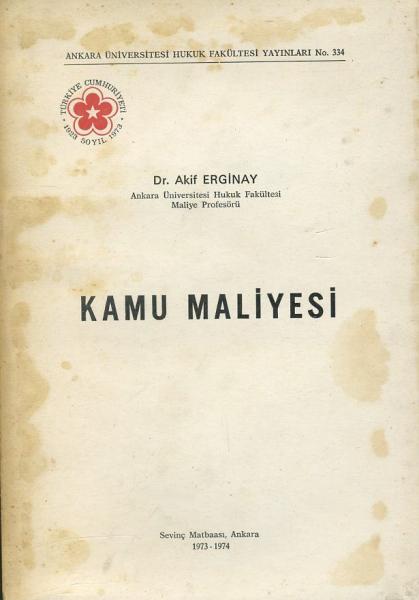 ANKARA ÜNİVERSİTESİ HUKUK FAKÜLTESİ YAYINLARI No. 334
TÜRKİYE CUMHURİYETİ
1923 50 YIL 1973
Dr. Akif ERGİNAY
Ankara Üniversitesi Hukuk Fakültesi
Maliye Profesörü
KAMU MALİYESİ
Sevinç Matbaası, Ankara
1973 - 1974